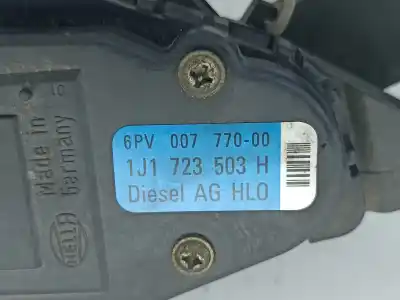 6PV 007 770-00
1J1 723 503 H
Diesel AG HLO
Made in
Germany
HELLA